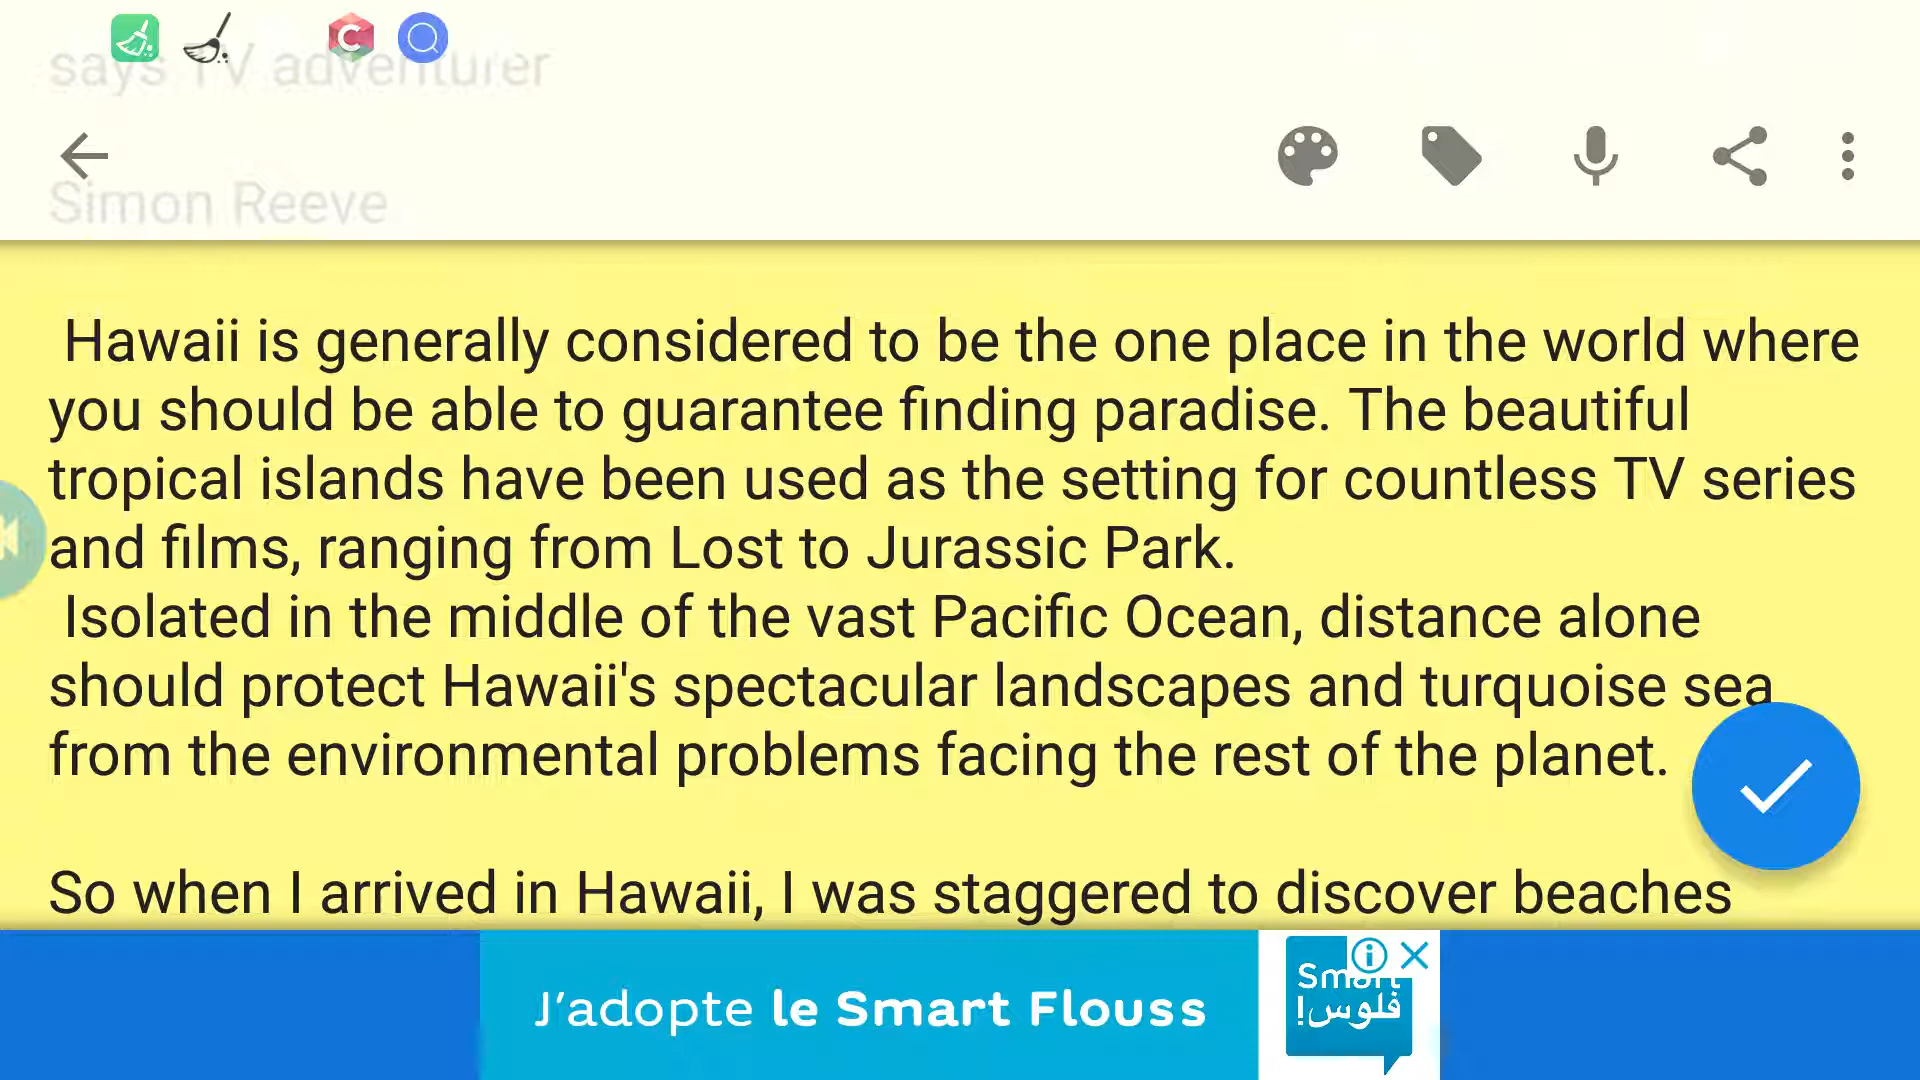 says TV adventurer
Simon Reeve
Hawaii is generally considered to be the one place in the world where
you should be able to guarantee finding paradise. The beautiful
tropical islands have been used as the setting for countless TV series
and films, ranging from Lost to Jurassic Park.
Isolated in the middle of the vast Pacific Ocean, distance alone
should protect Hawaii's spectacular landscapes and turquoise sea
from the environmental problems facing the rest of the planet.
So when I arrived in Hawaii, I was staggered to discover beaches
J'adopte le Smart Flouss
Smart
فلوس!